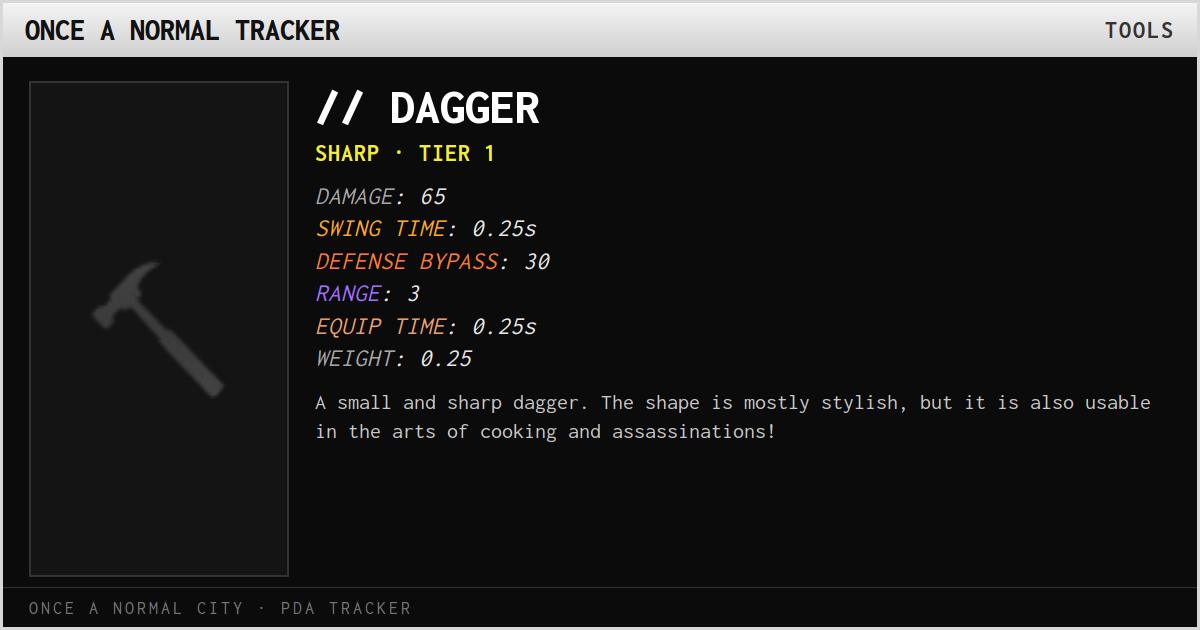 ONCE A NORMAL TRACKER
TOOLS
// DAGGER
SHARP · TIER 1
DAMAGE: 65
SWING TIME: 0.25s
DEFENSE BYPASS: 30
RANGE: 3
EQUIP TIME: 0.25s
WEIGHT: 0.25
A small and sharp dagger. The shape is mostly stylish, but it is also usable
in the arts of cooking and assassinations!
ONCE A NORMAL CITY · PDA TRACKER